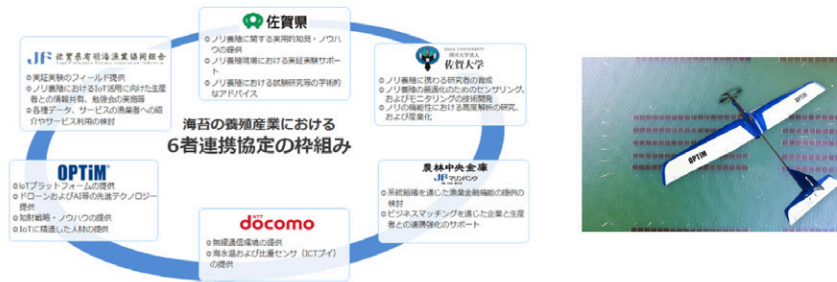 佐賀県
ノリ養殖に関する実用的知見・ノウハ
ウの提供
ノリ養殖現場における実証実験サポー
ト
ノリ養殖における試験研究等の学術的
なアドバイス
JF 佐賀県有明海漁業協同組合
実証実験のフィールド提供
ノリ養殖におけるIoT活用に向けた生産
者との情報共有、勉強会の実施等
各種データ、サービスの漁業者への紹
介やサービス利用の検討
SAGA UNIVERSITY
国立大学法人
佐賀大学
ノリ養殖に携わる研究者の育成
ノリ養殖の最適化のためのセンサリング、
およびモニタリングの技術開発
ノリの機能性における高度解析の研究、
および産業化
海苔の養殖産業における
6者連携協定の枠組み
OPTiM
IoTプラットフォームの提供
ドローンおよびAI等の先進テクノロジー
提供
知財戦略・ノウハウの提供
IoTに精通した人材の提供
農林中央金庫
JF マリンバンク
系統組織を通じた漁業金融機能の提供の
検討
ビジネスマッチングを通じた企業と生産
者との連携強化のサポート
NTT
docomo
無線通信環境の提供
海水温および比重センサ(ICTブイ)
の提供
OPTiM
OPTiM